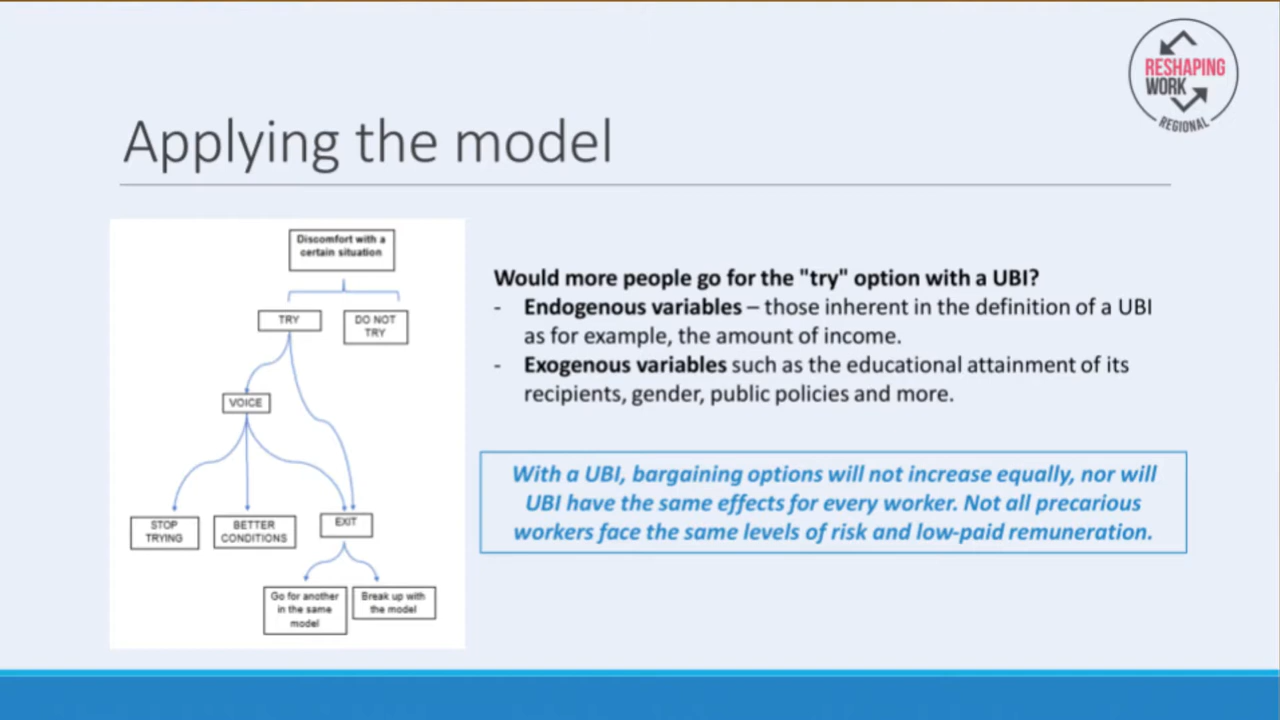 RESHAPING
WORK
REGIONAL
Applying the model
Discomfort with a
certain situation
TRY
DO NOT
TRY
VOICE
STOP
TRYING
BETTER
CONDITIONS
EXIT
Go for another
in the same
model
Break up with
the model
Would more people go for the "try" option with a UBI?
- Endogenous variables – those inherent in the definition of a UBI
as for example, the amount of income.
- Exogenous variables such as the educational attainment of its
recipients, gender, public policies and more.
With a UBI, bargaining options will not increase equally, nor will
UBI have the same effects for every worker. Not all precarious
workers face the same levels of risk and low-paid remuneration.